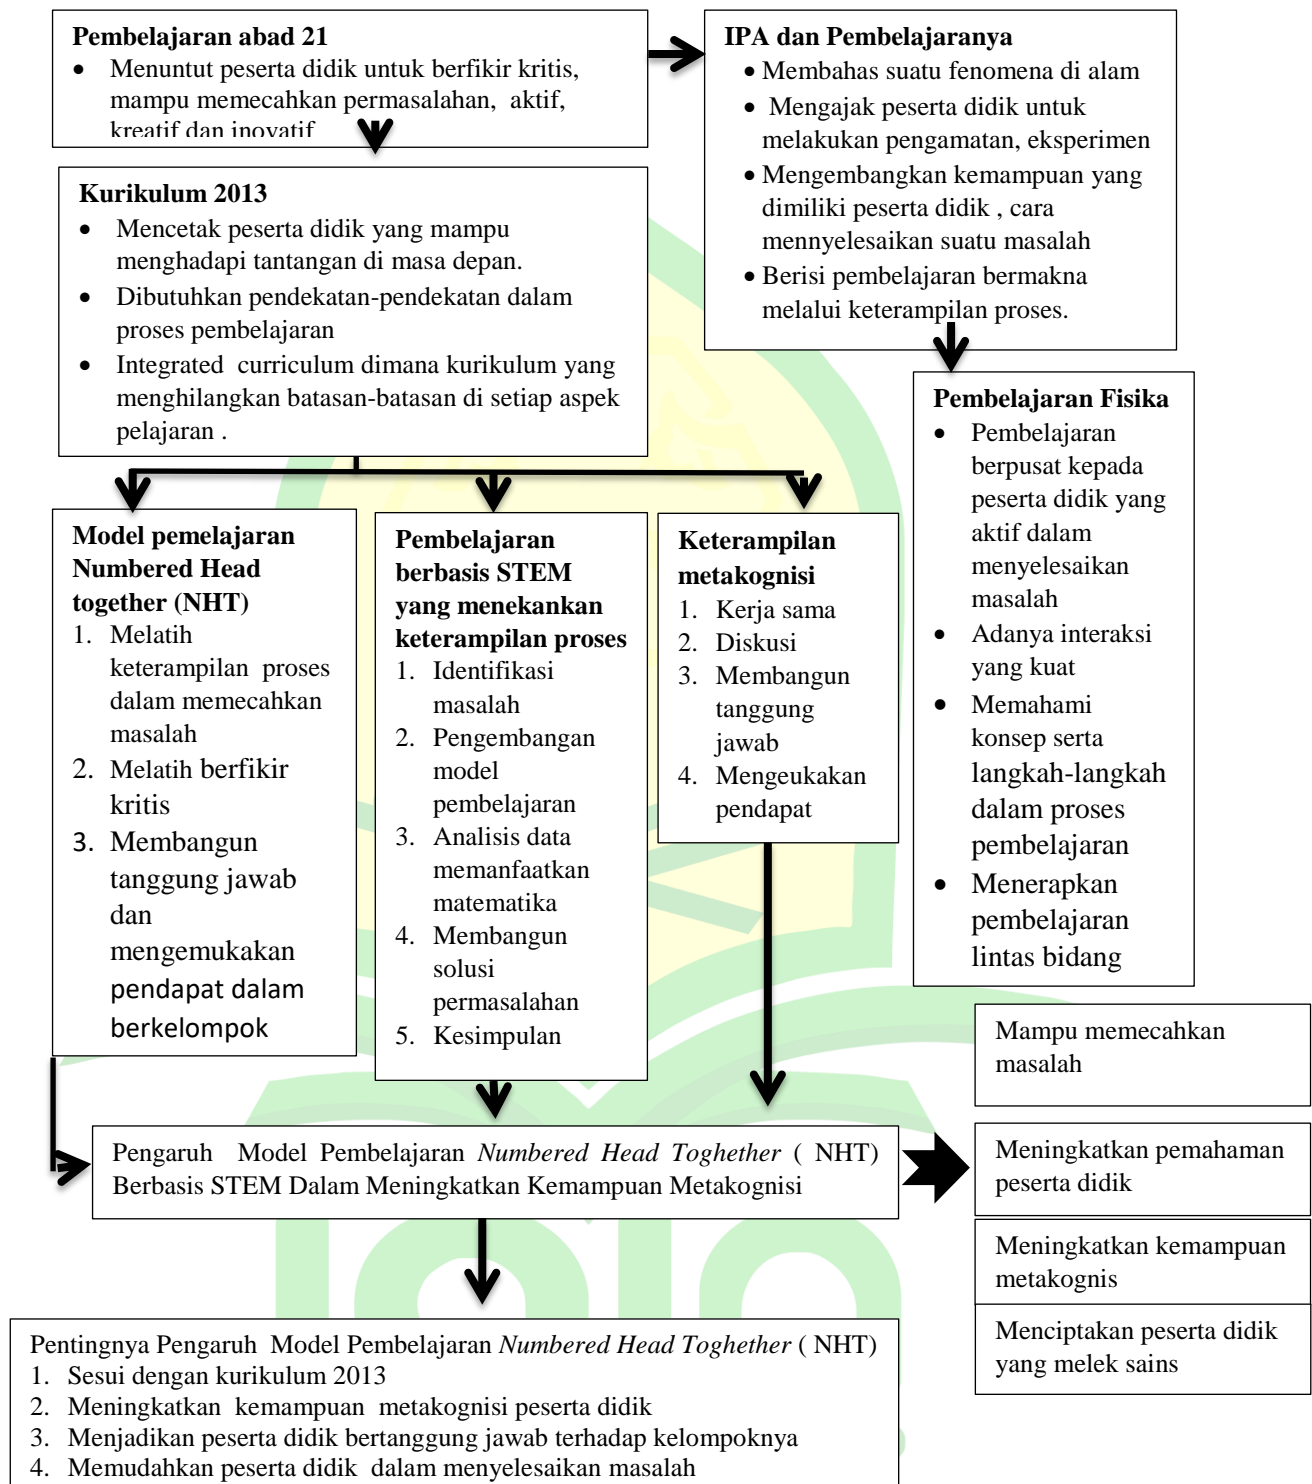 Pembelajaran abad 21
• Menuntut peserta didik untuk berfikir kritis,
mampu memecahkan permasalahan, aktif,
kreatif dan inovatif
IPA dan Pembelajaranya
• Membahas suatu fenomena di alam
• Mengajak peserta didik untuk
melakukan pengamatan, eksperimen
• Mengembangkan kemampuan yang
dimiliki peserta didik , cara
mennyelesaikan suatu masalah
• Berisi pembelajaran bermakna
melalui keterampilan proses.
Kurikulum 2013
• Mencetak peserta didik yang mampu
menghadapi tantangan di masa depan.
• Dibutuhkan pendekatan-pendekatan dalam
proses pembelajaran
• Integrated curriculum dimana kurikulum yang
menghilangkan batasan-batasan di setiap aspek
pelajaran .
Pembelajaran Fisika
• Pembelajaran
berpusat kepada
peserta didik yang
aktif dalam
menyelesaikan
masalah
• Adanya interaksi
yang kuat
• Memahami
konsep serta
langkah-langkah
dalam proses
pembelajaran
• Menerapkan
pembelajaran
lintas bidang
Model pemelajaran
Numbered Head
together (NHT)
1. Melatih
keterampilan proses
dalam memecahkan
masalah
2. Melatih berfikir
kritis
3. Membangun
tanggung jawab
dan
mengemukakan
pendapat dalam
berkelompok
Pembelajaran
berbasis STEM
yang menekankan
keterampilan proses
1. Identifikasi
masalah
2. Pengembangan
model
pembelajaran
3. Analisis data
memanfaatkan
matematika
4. Membangun
solusi
permasalahan
5. Kesimpulan
Keterampilan
metakognisi
1. Kerja sama
2. Diskusi
3. Membangun
tanggung
jawab
4. Mengeukakan
pendapat
Pengaruh Model Pembelajaran Numbered Head Toghether ( NHT)
Berbasis STEM Dalam Meningkatkan Kemampuan Metakognisi
Mampu memecahkan
masalah
Meningkatkan pemahaman
peserta didik
Meningkatkan kemampuan
metakognis
Menciptakan peserta didik
yang melek sains
Pentingnya Pengaruh Model Pembelajaran Numbered Head Toghether ( NHT)
1. Sesui dengan kurikulum 2013
2. Meningkatkan kemampuan metakognisi peserta didik
3. Menjadikan peserta didik bertanggung jawab terhadap kelompoknya
4. Memudahkan peserta didik dalam menyelesaikan masalah